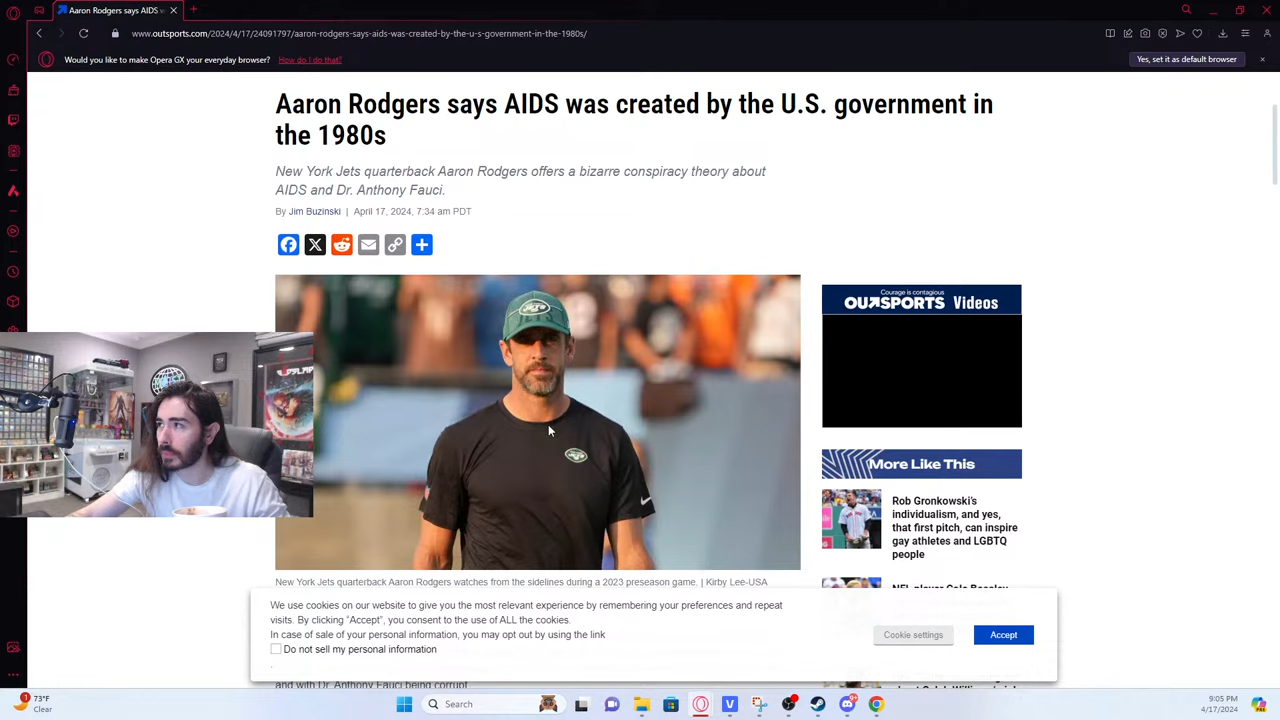 Aaron Rodgers says AIDS v
www.outsports.com/2024/4/17/24091797/aaron-rodgers-says-aids-was-created-by-the-u-s-government-in-the-1980s/
Would you like to make Opera GX your everyday browser? How do I do that? Yes, set it as default browser
Aaron Rodgers says AIDS was created by the U.S. government in
the 1980s
New York Jets quarterback Aaron Rodgers offers a bizarre conspiracy theory about
AIDS and Dr. Anthony Fauci.
By Jim Buzinski | April 17, 2024, 7:34 am PDT
Courage is contagious
OUTSPORTS Videos
JETS
JETS
More Like This
Rob Gronkowski's
individualism, and yes,
that first pitch, can inspire
gay athletes and LGBTQ
people
New York Jets quarterback Aaron Rodgers watches from the sidelines during a 2023 preseason game. | Kirby Lee-USA
We use cookies on our website to give you the most relevant experience by remembering your preferences and repeat
visits. By clicking "Accept", you consent to the use of ALL the cookies.
In case of sale of your personal information, you may opt out by using the link
Do not sell my personal information
.
Cookie settings
Accept
and with Dr. Anthony Fauci being corrupt
1
73°F
Clear
Search
9+
9:05 PM
4/17/2024